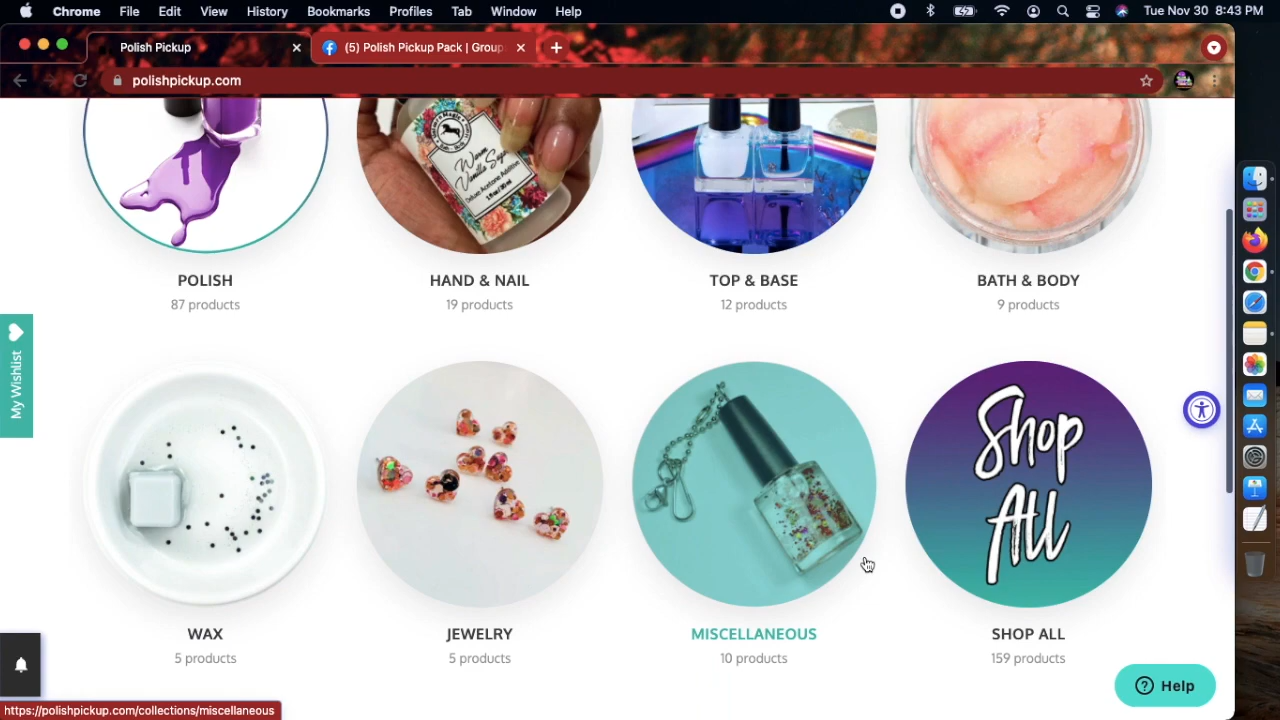 Chrome File Edit View History Bookmarks Profiles Tab Window Help Tue Nov 30 8:43 PM
Polish Pickup (5) Polish Pickup Pack | Group
polishpickup.com
Warm
Vanilla Sugar
POLISH HAND & NAIL TOP & BASE BATH & BODY
87 products 19 products 12 products 9 products
My Wishlist
Shop
All
WAX JEWELRY MISCELLANEOUS SHOP ALL
5 products 5 products 10 products 159 products
Help
https://polishpickup.com/collections/miscellaneous